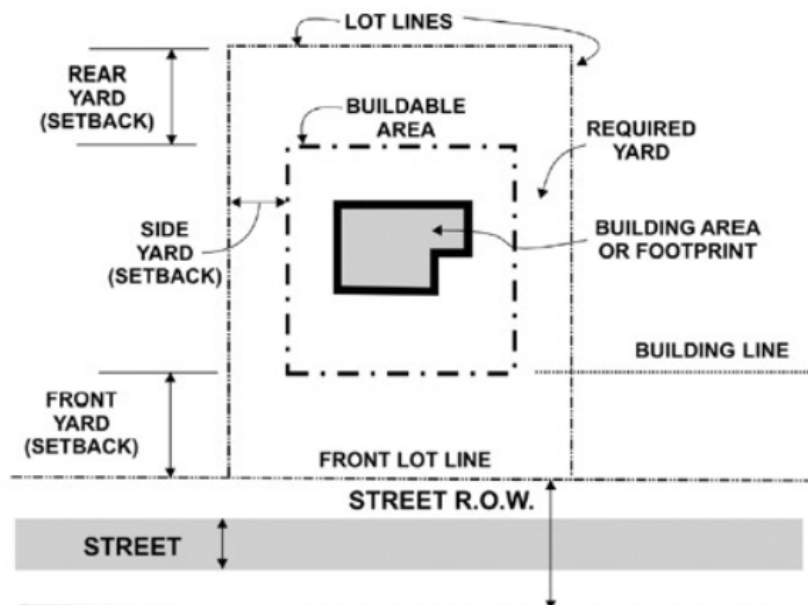 LOT LINES
REAR
YARD
(SETBACK)
BUILDABLE
AREA
REQUIRED
YARD
SIDE
YARD
(SETBACK)
BUILDING AREA
OR FOOTPRINT
BUILDING LINE
FRONT
YARD
(SETBACK)
FRONT LOT LINE
STREET R.O.W.
STREET